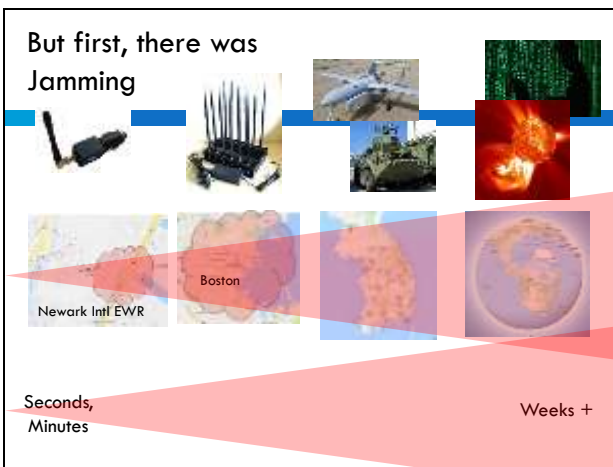 But first, there was
Jamming
Boston
Newark Intl EWR
Seconds,
Minutes
Weeks +